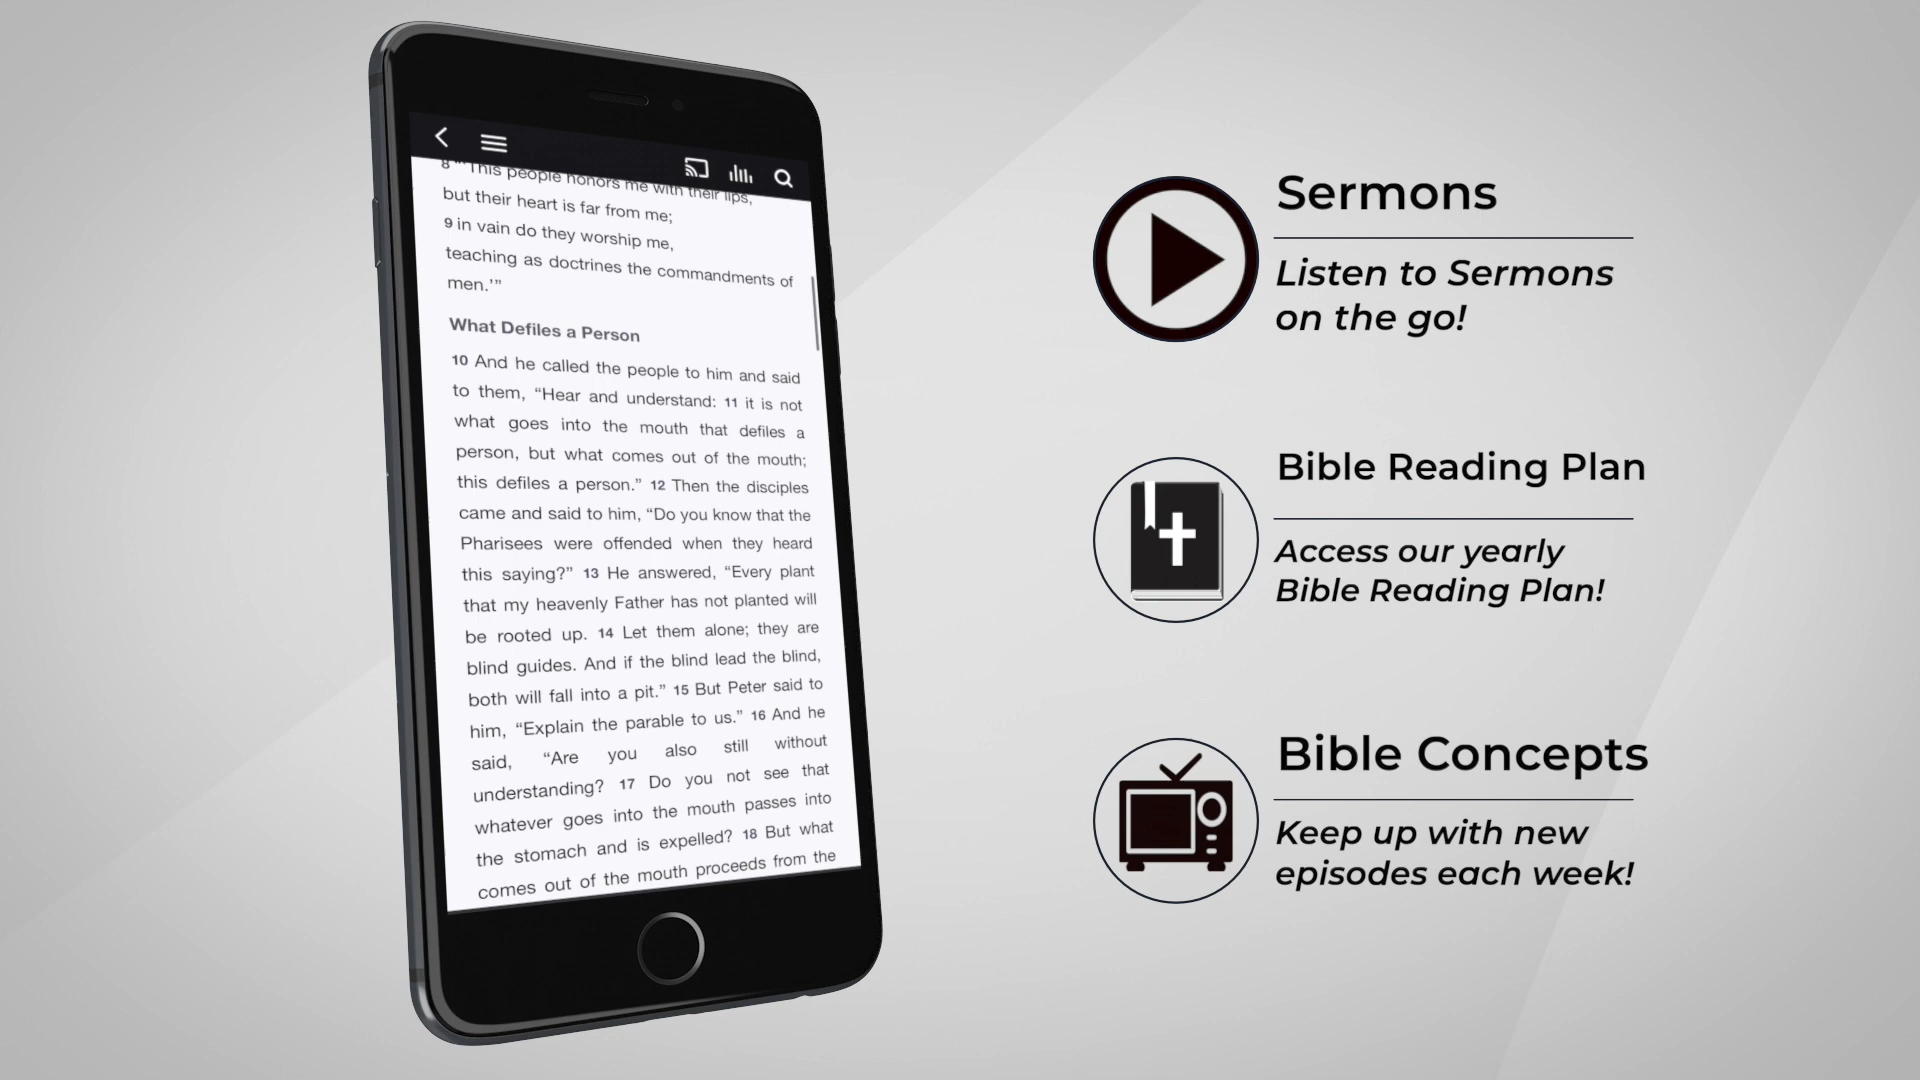 8 “‘“This people honors me with their lips,
but their heart is far from me;
9 in vain do they worship me,
teaching as doctrines the commandments of
men.’”
What Defiles a Person
10 And he called the people to him and said
to them, “Hear and understand: 11 it is not
what goes into the mouth that defiles a
person, but what comes out of the mouth;
this defiles a person.” 12 Then the disciples
came and said to him, “Do you know that the
Pharisees were offended when they heard
this saying?” 13 He answered, “Every plant
that my heavenly Father has not planted will
be rooted up. 14 Let them alone; they are
blind guides. And if the blind lead the blind,
both will fall into a pit.” 15 But Peter said to
him, “Explain the parable to us.” 16 And he
said, “Are you also still without
understanding? 17 Do you not see that
whatever goes into the mouth passes into
the stomach and is expelled? 18 But what
comes out of the mouth proceeds from the
Sermons
Listen to Sermons
on the go!
Bible Reading Plan
Access our yearly
Bible Reading Plan!
Bible Concepts
Keep up with new
episodes each week!